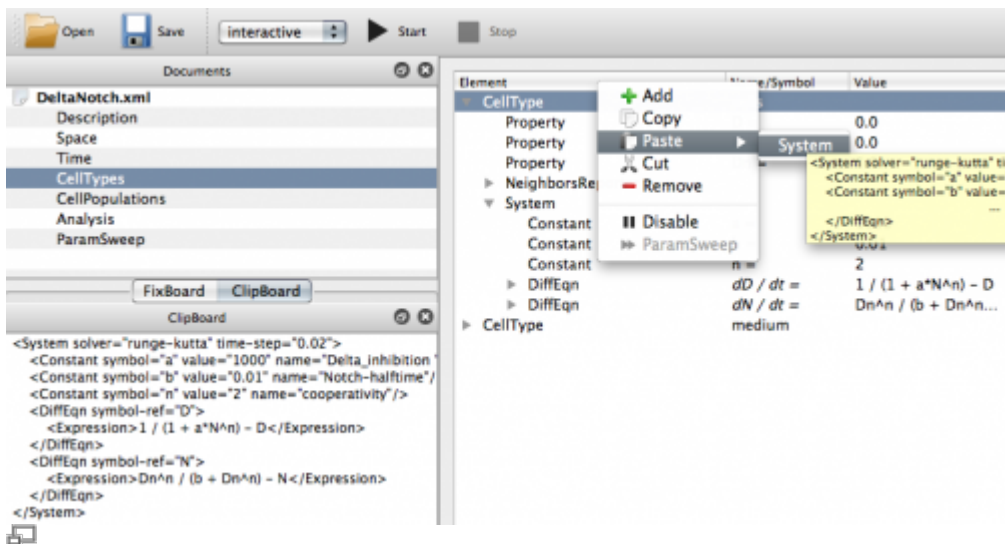 Open Save interactive Start Stop
Documents
DeltaNotch.xml
Description
Space
Time
CellTypes
CellPopulations
Analysis
ParamSweep
FixBoard ClipBoard
ClipBoard
<System solver="runge-kutta" time-step="0.02">
<Constant symbol="a" value="1000" name="Delta_inhibition
<Constant symbol="b" value="0.01" name="Notch-halftime"/
<Constant symbol="n" value="2" name="cooperativity"/>
<DiffEqn symbol-ref="D">
<Expression>1 / (1 + a*N^n) - D</Expression>
</DiffEqn>
<DiffEqn symbol-ref="N">
<Expression>Dn^n / (b + Dn^n) - N</Expression>
</DiffEqn>
</System>
Element Value
CellType
Property 0.0
Property 0.0
Property
System
Constant
Constant 0.01
Constant n = 2
DiffEqn dD / dt = 1 / (1 + a*N^n) - D
DiffEqn dN / dt = Dn^n / (b + Dn^n...
CellType medium
Add
Copy
Paste
Cut
Remove
Disable
ParamSweep
System
<System solver="runge-kutta"
<Constant symbol="a" value=
<Constant symbol="b" value=
...
</DiffEqn>
</System>